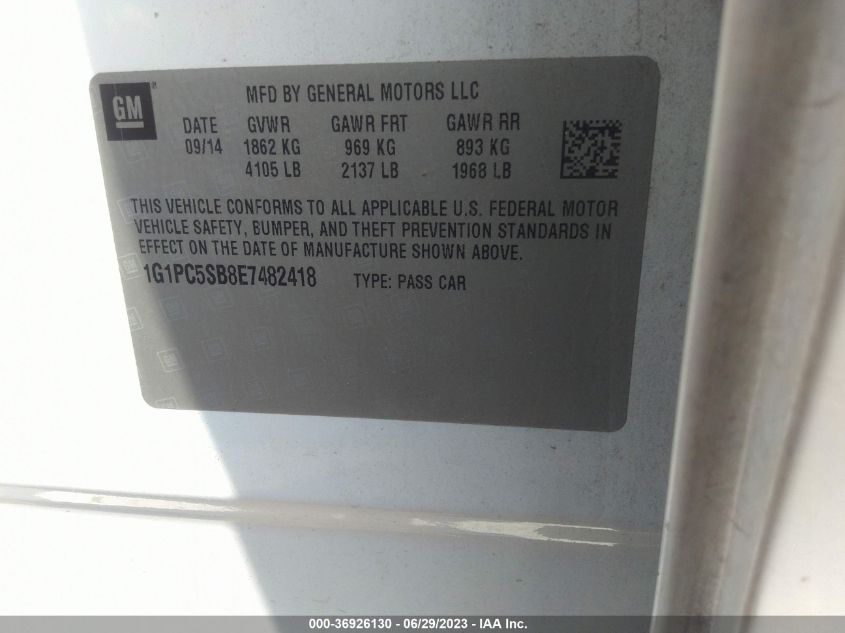 GM ®
MFD BY GENERAL MOTORS LLC
DATE GVWR GAWR FRT GAWR RR
09/14 1862 KG 969 KG 893 KG
4105 LB 2137 LB 1968 LB
THIS VEHICLE CONFORMS TO ALL APPLICABLE U.S. FEDERAL MOTOR
VEHICLE SAFETY, BUMPER, AND THEFT PREVENTION STANDARDS IN
EFFECT ON THE DATE OF MANUFACTURE SHOWN ABOVE.
1G1PC5SB8E7482418 TYPE: PASS CAR
000-36926130 - 06/29/2023 - IAA Inc.